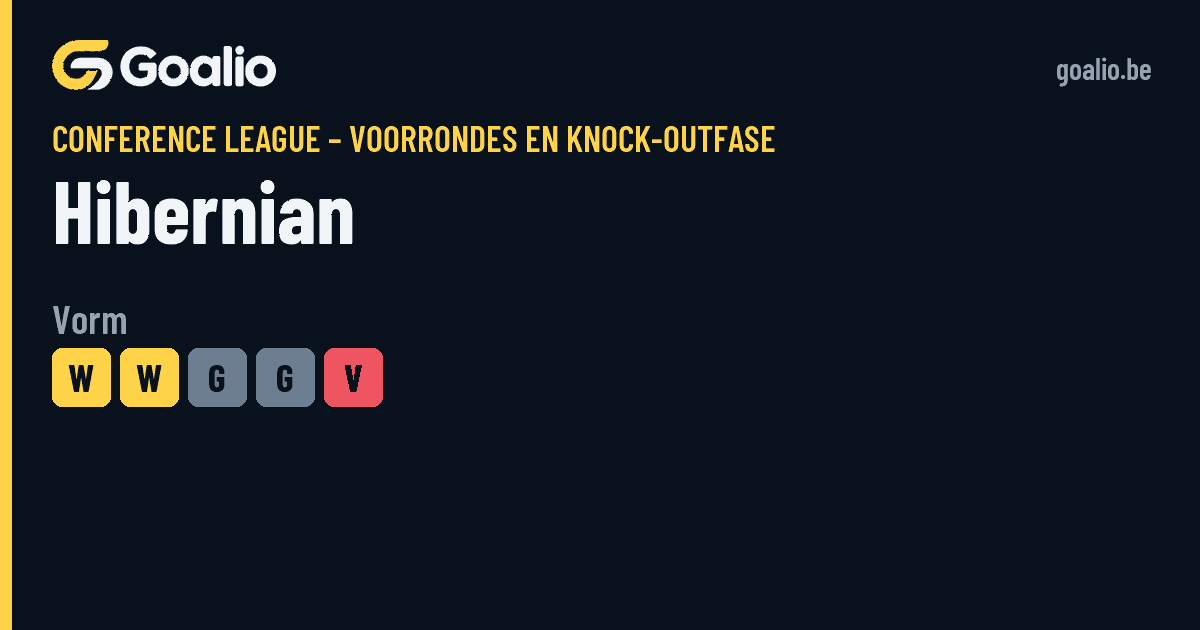 Goalio
goalio.be
CONFERENCE LEAGUE – VOORRONDES EN KNOCK-OUTFASE
Hibernian
Vorm
W W G G V